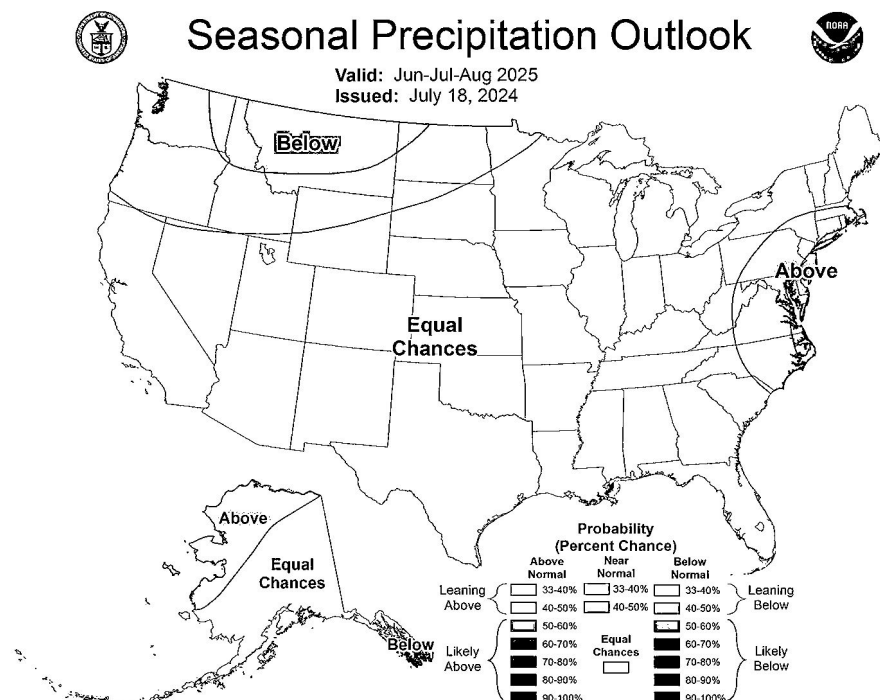 Seasonal Precipitation Outlook
NOAA
Valid: Jun-Jul-Aug 2025
Issued: July 18, 2024
Below
Above
Equal
Chances
Above
Equal
Chances
Below
Probability
(Percent Chance)
Above
Normal
Near
Normal
Below
Normal
Leaning
Above
33-40% 33-40% 33-40%
40-50% 40-50% 40-50%
Leaning
Below
Likely
Above
50-60% 50-60%
60-70% 60-70%
70-80% 70-80%
80-90% 80-90%
90-100% 90-100%
Equal
Chances
Likely
Below